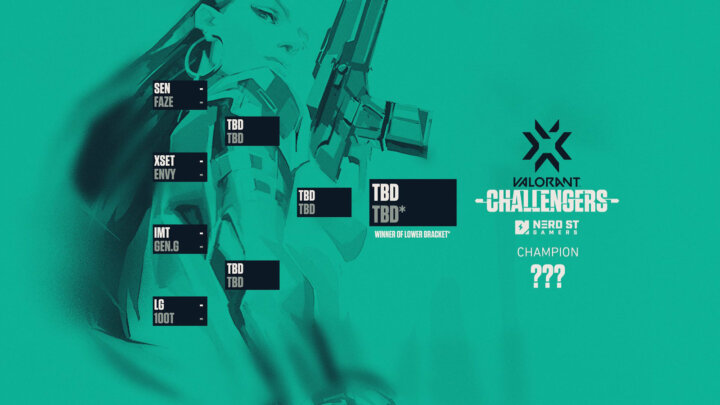 SEN -
FAZE -
TBD
TBD
XSET -
ENVY -
TBD
TBD
TBD
TBD*
WINNER OF LOWER BRACKET*
IMT -
GEN.G -
TBD
TBD
LG -
100T -
VALORANT
CHALLENGERS
NERD ST
GAMERS
CHAMPION
???